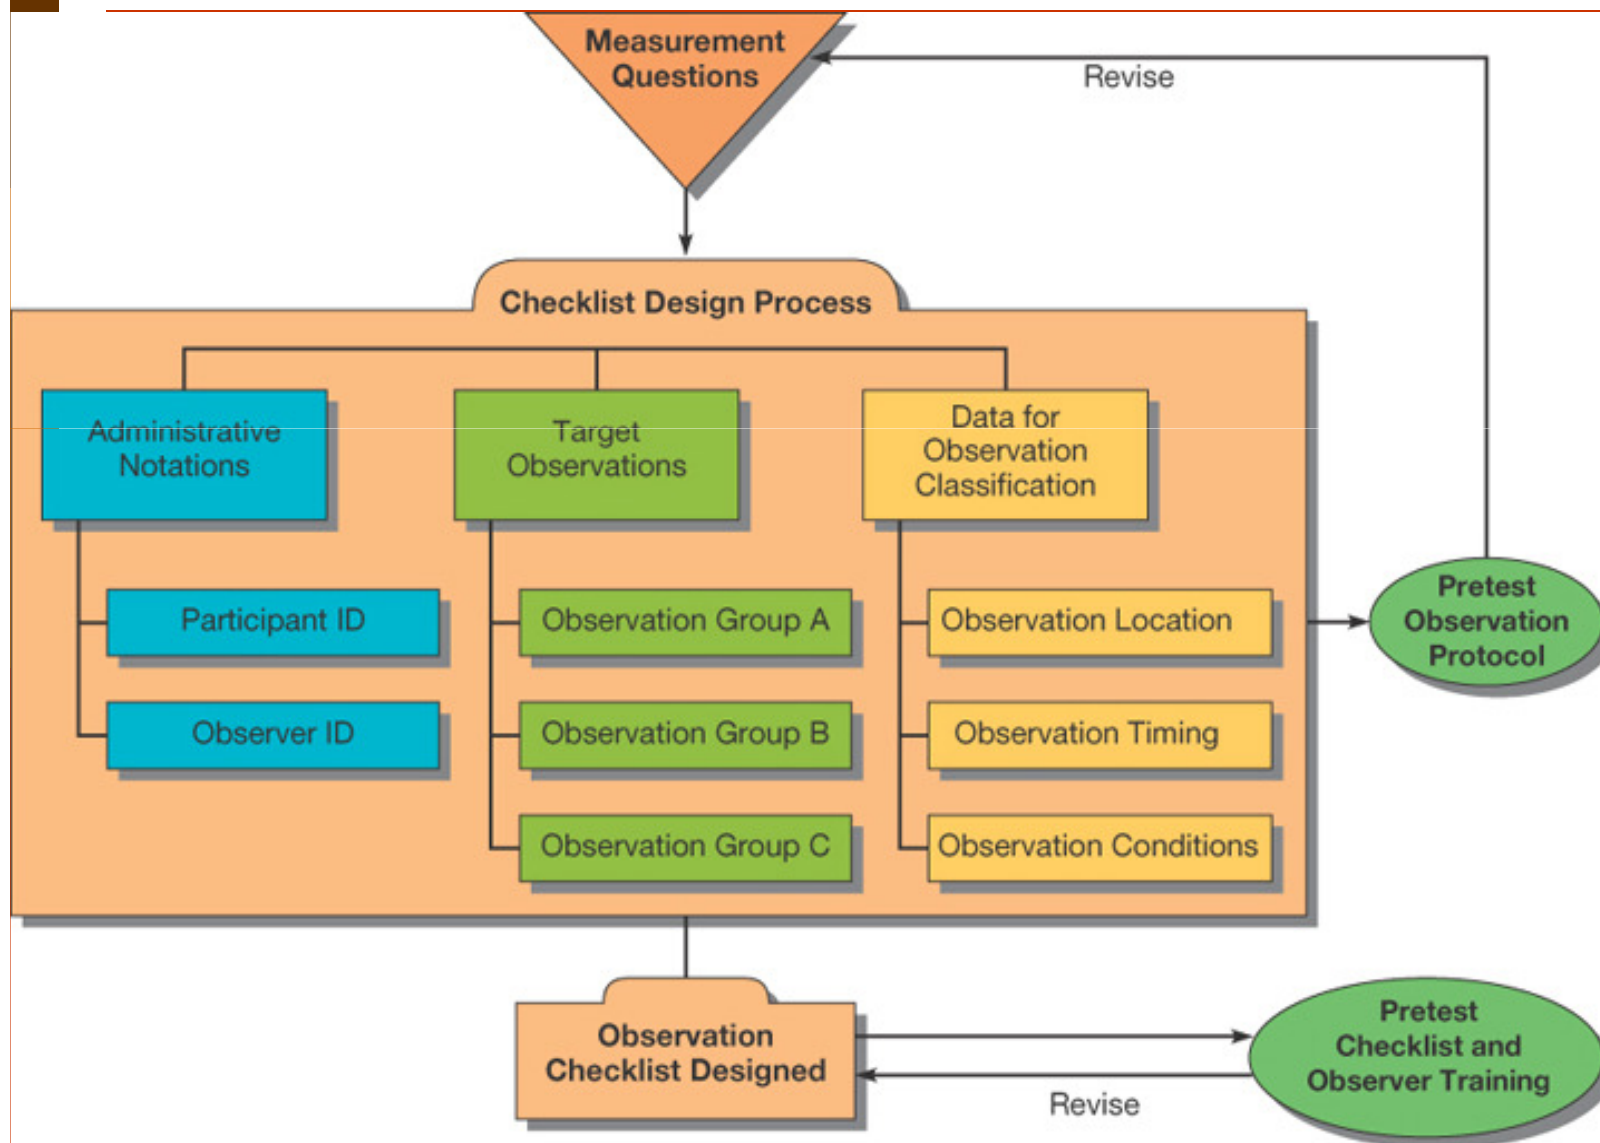 Measurement
Questions
Revise
Checklist Design Process
Administrative
Notations
Target
Observations
Data for
Observation
Classification
Participant ID
Observation Group A
Observation Location
Pretest
Observation
Protocol
Observer ID
Observation Group B
Observation Timing
Observation Group C
Observation Conditions
Observation
Checklist Designed
Revise
Pretest
Checklist and
Observer Training